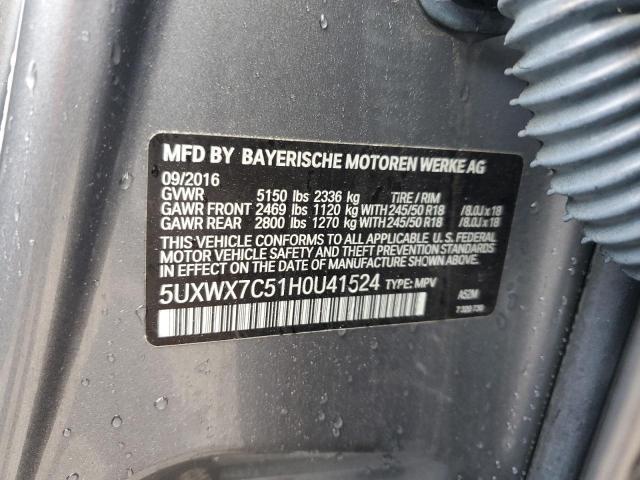 MFD BY BAYERISCHE MOTOREN WERKE AG
09/2016
GVWR 5150 lbs 2336 kg TIRE / RIM
GAWR FRONT 2469 lbs 1120 kg WITH 245/50 R18 /8.0J x 18
GAWR REAR 2800 lbs 1270 kg WITH 245/50 R18 /8.0J x 18
THIS VEHICLE CONFORMS TO ALL APPLICABLE U.S. FEDERAL
MOTOR VEHICLE SAFETY AND THEFT PREVENTION STANDARDS
IN EFFECT ON THE DATE OF MANUFACTURE SHOWN ABOVE.
5UXWX7C51H0U41524 TYPE: MPV
A52M